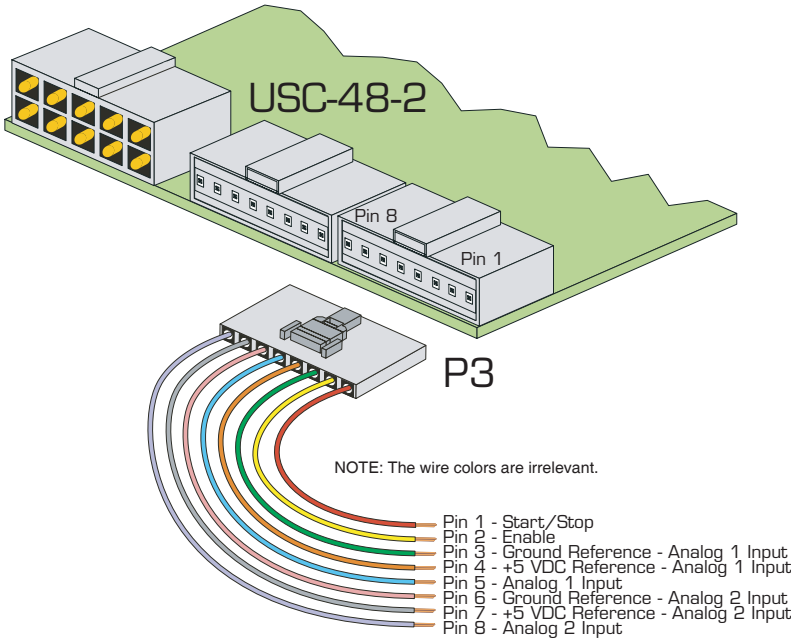 USC-48-2
Pin 8
Pin 1
P3
NOTE: The wire colors are irrelevant.
Pin 1 - Start/Stop
Pin 2 - Enable
Pin 3 - Ground Reference - Analog 1 Input
Pin 4 - +5 VDC Reference - Analog 1 Input
Pin 5 - Analog 1 Input
Pin 6 - Ground Reference - Analog 2 Input
Pin 7 - +5 VDC Reference - Analog 2 Input
Pin 8 - Analog 2 Input